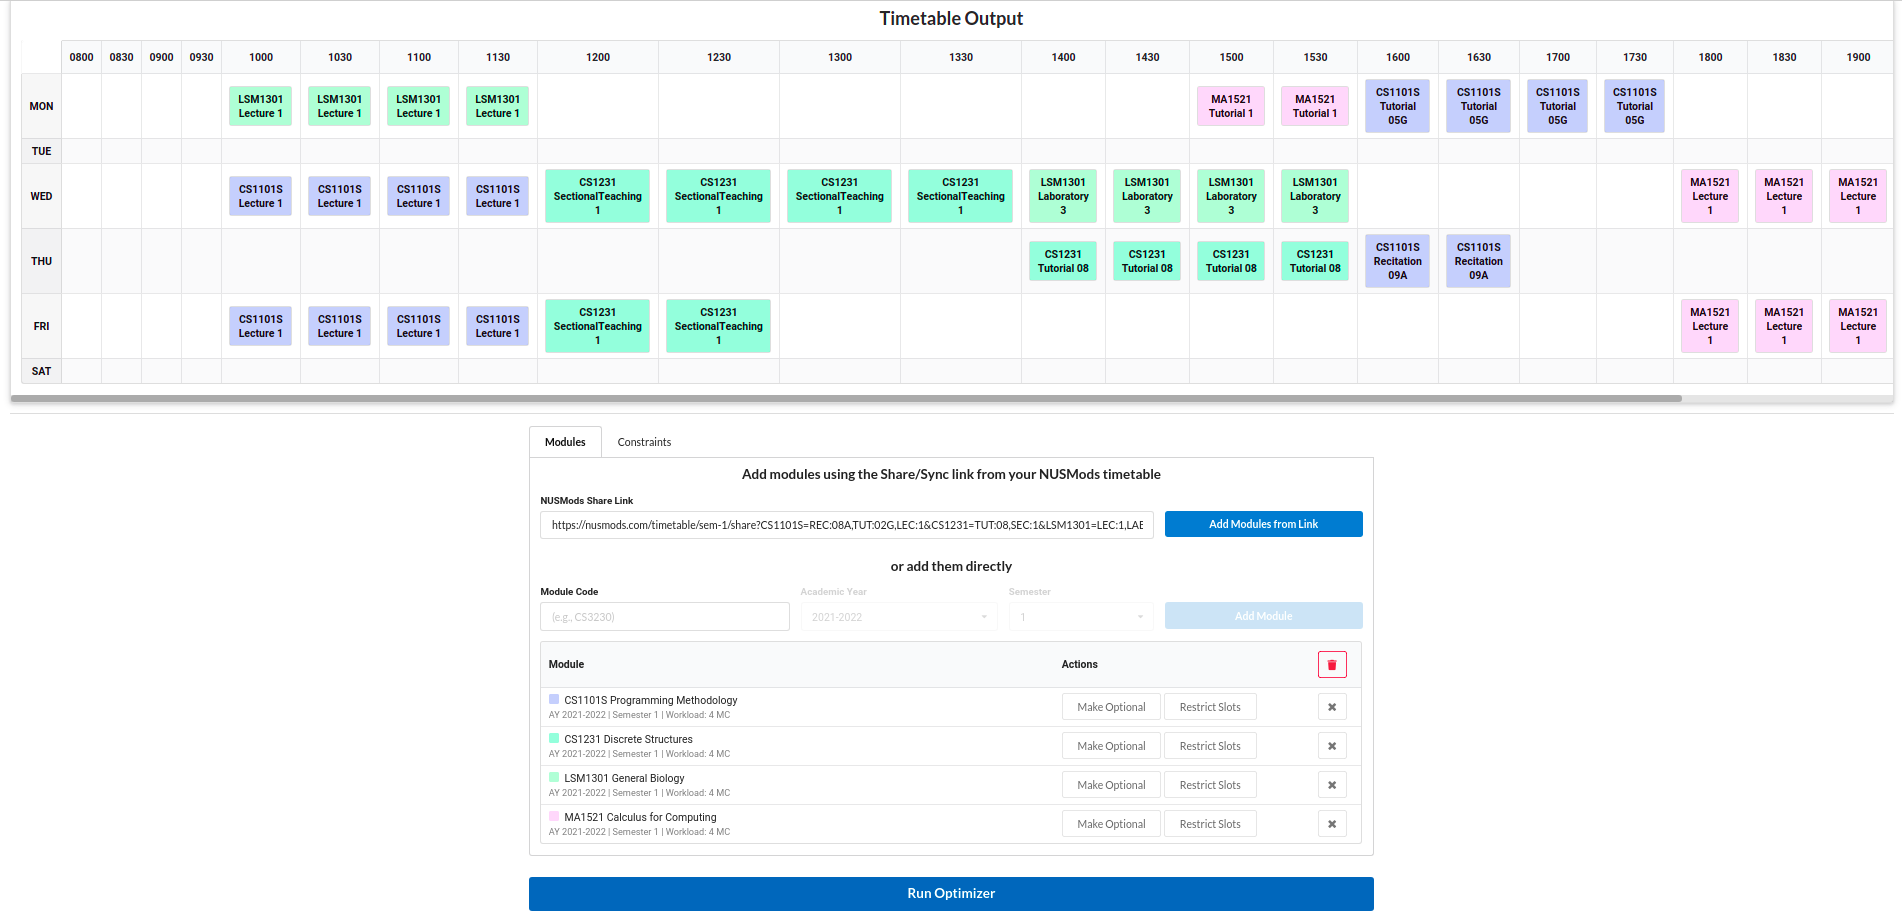 Timetable Output
0800 0830 0900 0930 1000 1030 1100 1130 1200 1230 1300 1330 1400 1430 1500 1530 1600 1630 1700 1730 1800 1830 1900
MON
LSM1301 Lecture 1
LSM1301 Lecture 1
LSM1301 Lecture 1
LSM1301 Lecture 1
MA1521 Tutorial 1
MA1521 Tutorial 1
CS1101S Tutorial 05G
CS1101S Tutorial 05G
CS1101S Tutorial 05G
CS1101S Tutorial 05G
TUE
WED
CS1101S Lecture 1
CS1101S Lecture 1
CS1101S Lecture 1
CS1101S Lecture 1
CS1231 SectionalTeaching 1
CS1231 SectionalTeaching 1
CS1231 SectionalTeaching 1
CS1231 SectionalTeaching 1
LSM1301 Laboratory 3
LSM1301 Laboratory 3
LSM1301 Laboratory 3
LSM1301 Laboratory 3
MA1521 Lecture 1
MA1521 Lecture 1
MA1521 Lecture 1
THU
CS1231 Tutorial 08
CS1231 Tutorial 08
CS1231 Tutorial 08
CS1231 Tutorial 08
CS1101S Recitation 09A
CS1101S Recitation 09A
FRI
CS1101S Lecture 1
CS1101S Lecture 1
CS1101S Lecture 1
CS1101S Lecture 1
CS1231 SectionalTeaching 1
CS1231 SectionalTeaching 1
MA1521 Lecture 1
MA1521 Lecture 1
MA1521 Lecture 1
SAT
Modules Constraints
Add modules using the Share/Sync link from your NUSMods timetable
NUSMods Share Link
https://nusmods.com/timetable/sem-1/share?CS1101S=REC:08A,TUT:02G,LEC:1&CS1231=TUT:08,SEC:1&LSM1301=LEC:1,LAE
Add Modules from Link
or add them directly
Module Code Academic Year Semester
(e.g., CS3230) 2021-2022 1 Add Module
Module Actions
CS1101S Programming Methodology
AY 2021-2022 | Semester 1 | Workload: 4 MC
Make Optional Restrict Slots
CS1231 Discrete Structures
AY 2021-2022 | Semester 1 | Workload: 4 MC
Make Optional Restrict Slots
LSM1301 General Biology
AY 2021-2022 | Semester 1 | Workload: 4 MC
Make Optional Restrict Slots
MA1521 Calculus for Computing
AY 2021-2022 | Semester 1 | Workload: 4 MC
Make Optional Restrict Slots
Run Optimizer